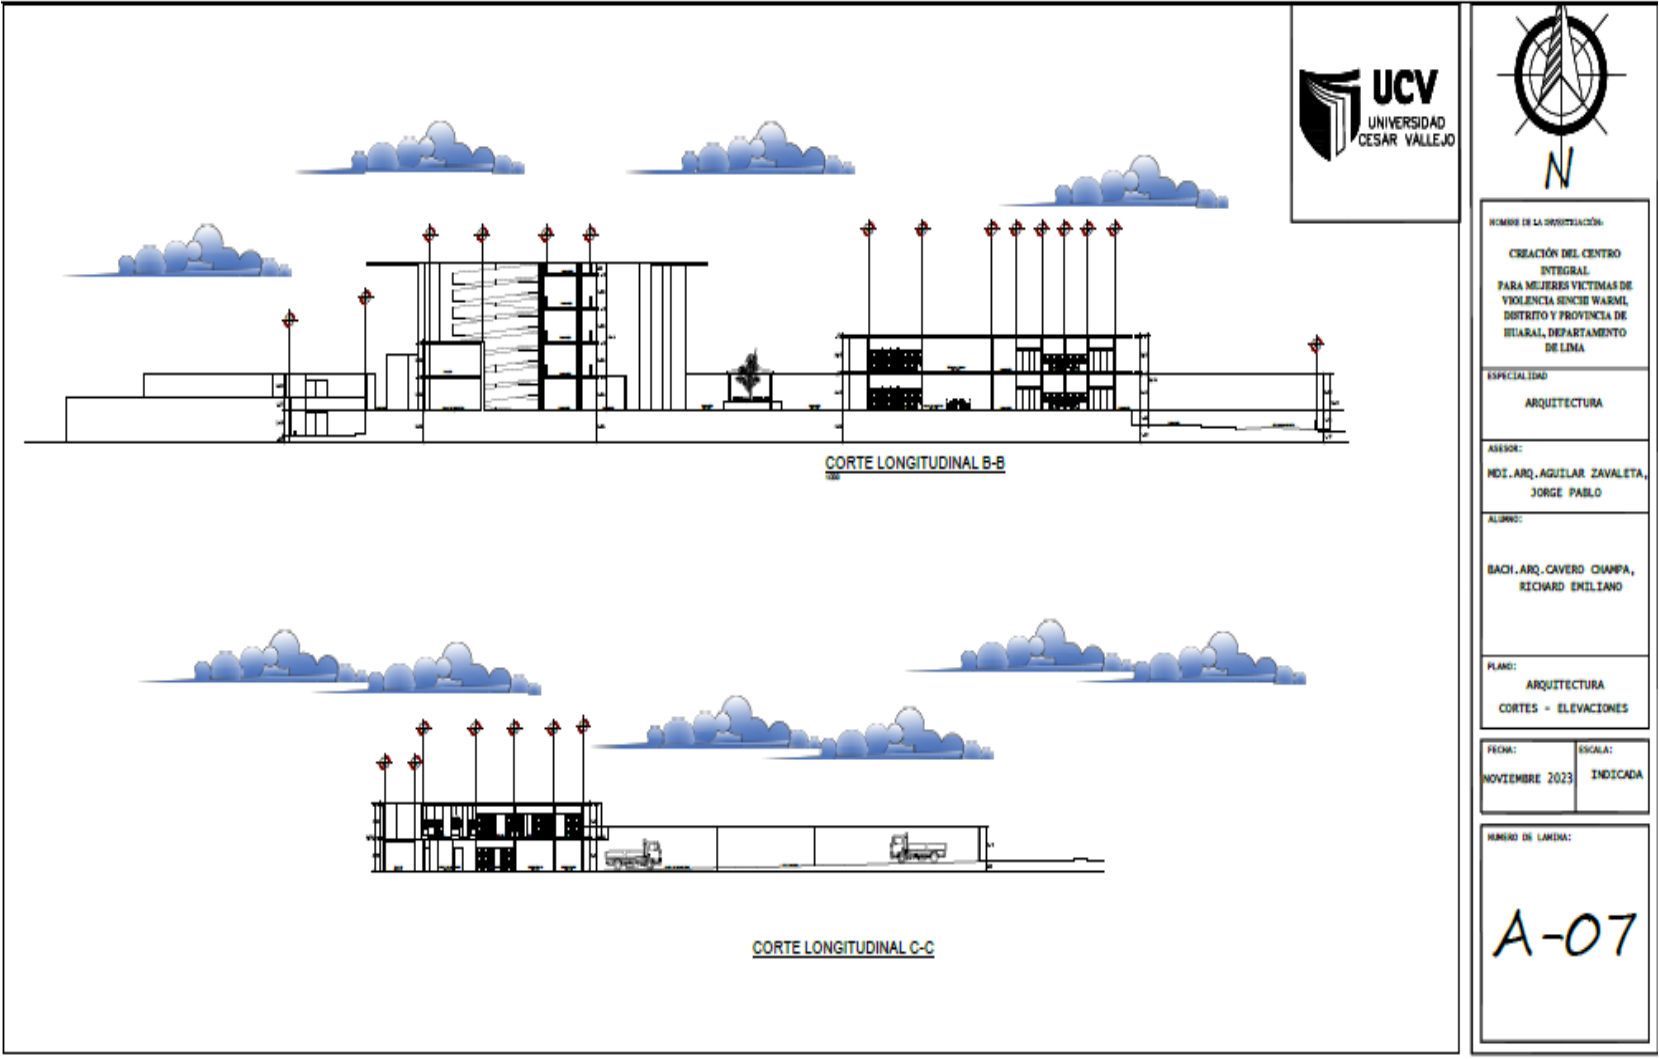 UCV
UNIVERSIDAD
CESAR VALLEJO
N
CORTE LONGITUDINAL B-B
CORTE LONGITUDINAL C-C
NOMBRE DE LA INVESTIGACIÓN:
CREACIÓN DEL CENTRO
INTEGRAL
PARA MUJERES VICTIMAS DE
VIOLENCIA SINCHI WARMI,
DISTRITO Y PROVINCIA DE
HUARAL, DEPARTAMENTO
DE LIMA
ESPECIALIDAD
ARQUITECTURA
ASESOR:
MDI.ARQ.AGUILAR ZAVALETA,
JORGE PABLO
ALUMNO:
BACH.ARQ.CAVERO CHAMPA,
RICHARD EMILIANO
PLANO:
ARQUITECTURA
CORTES - ELEVACIONES
FECHA:
NOVIEMBRE 2023
ESCALA:
INDICADA
NUMERO DE LAMINA:
A-07